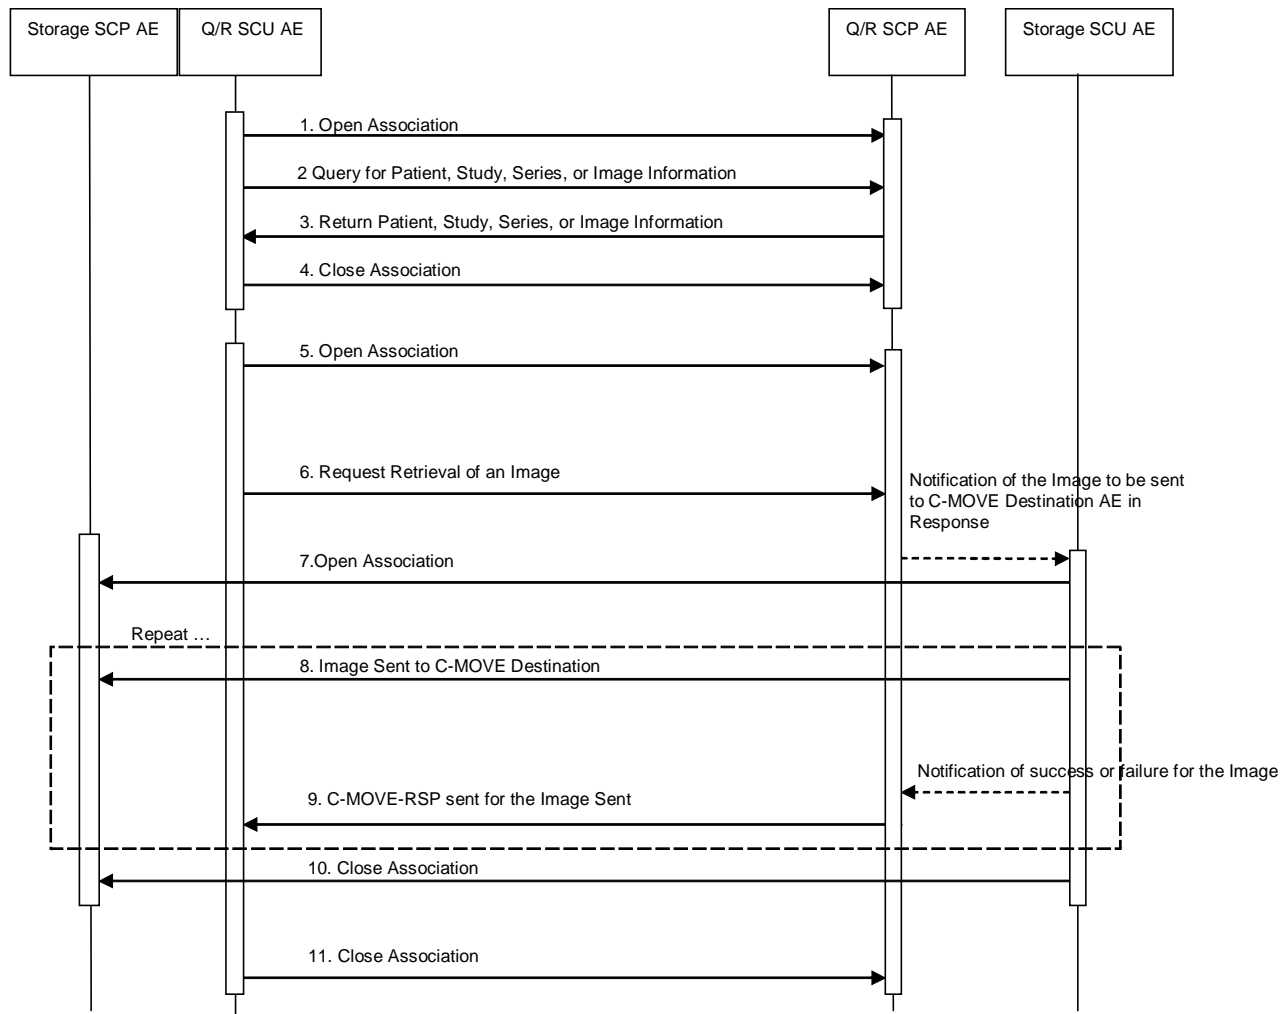 Storage SCP AE
Q/R SCU AE
Q/R SCP AE
Storage SCU AE
1. Open Association
2 Query for Patient, Study, Series, or Image Information
3. Return Patient, Study, Series, or Image Information
4. Close Association
5. Open Association
6. Request Retrieval of an Image
Notification of the Image to be sent
to C-MOVE Destination AE in
Response
7.Open Association
Repeat …
8. Image Sent to C-MOVE Destination
Notification of success or failure for the Image
9. C-MOVE-RSP sent for the Image Sent
10. Close Association
11. Close Association